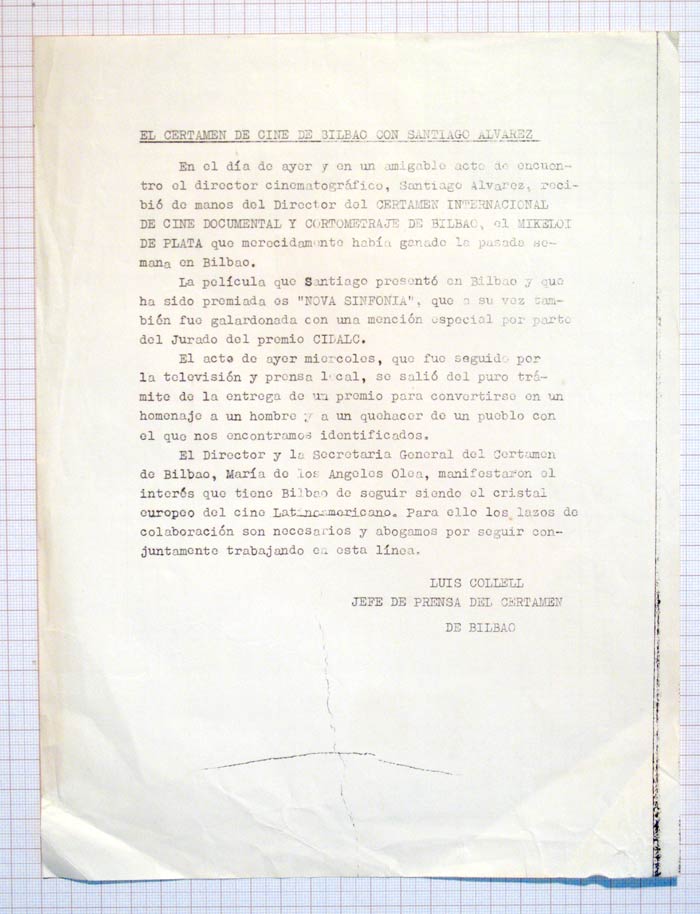 EL CERTAMEN DE CINE DE BILBAO CON SANTIAGO ALVAREZ
En el día de ayer y en un amigable acto de encuen-
tro el director cinematográfico, Santiago Alvarez, reci-
bió de manos del Director del CERTAMEN INTERNACIONAL
DE CINE DOCUMENTAL Y CORTOMETRAJE DE BILBAO, el MIKELDI
DE PLATA que merecidamente había ganado la pasada se-
mana en Bilbao.
La película que Santiago presentó en Bilbao y que
ha sido premiada es "NOVA SINFONIA", que a su vez tam-
bién fue galardonada con una mención especial por parte
del Jurado del premio CIDALC.
El acto de ayer miercoles, que fue seguido por
la televisión y prensa local, se salió del puro trá-
mite de la entrega de un premio para convertirse en un
homenaje a un hombre y a un quehacer de un pueblo con
el que nos encontramos identificados.
El Director y la Secretaria General del Certamen
de Bilbao, María de los Angeles Olea, manifestaron el
interés que tiene Bilbao de seguir siendo el cristal
europeo del cine Latinoamericano. Para ello los lazos de
colaboración son necesarios y abogamos por seguir con-
juntamente trabajando en esta línea.
LUIS COLLELL
JEFE DE PRENSA DEL CERTAMEN
DE BILBAO